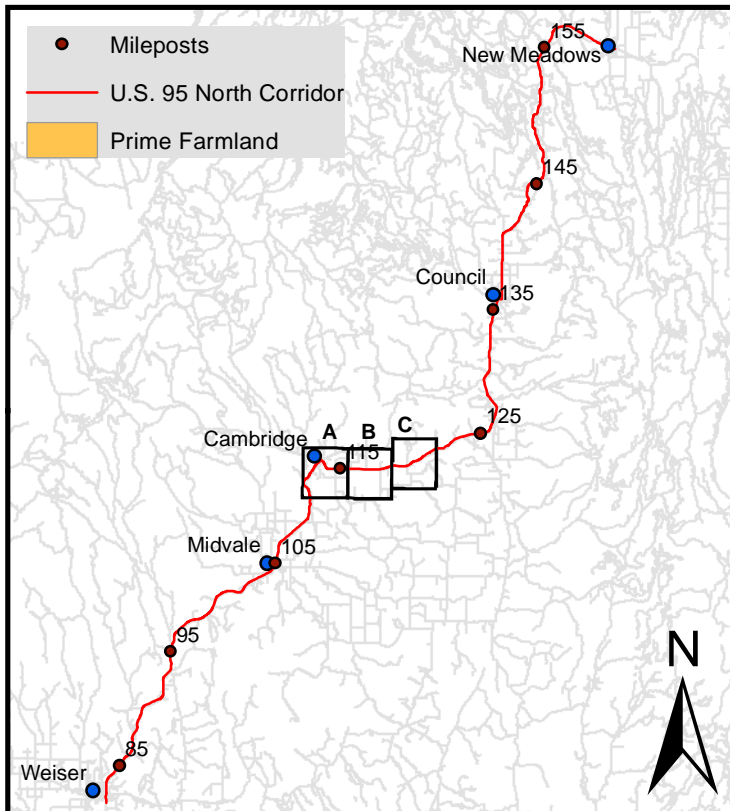 Mileposts
U.S. 95 North Corridor
Prime Farmland
155
New Meadows
145
Council
135
125
A B C
Cambridge
115
Midvale
105
95
N
85
Weiser